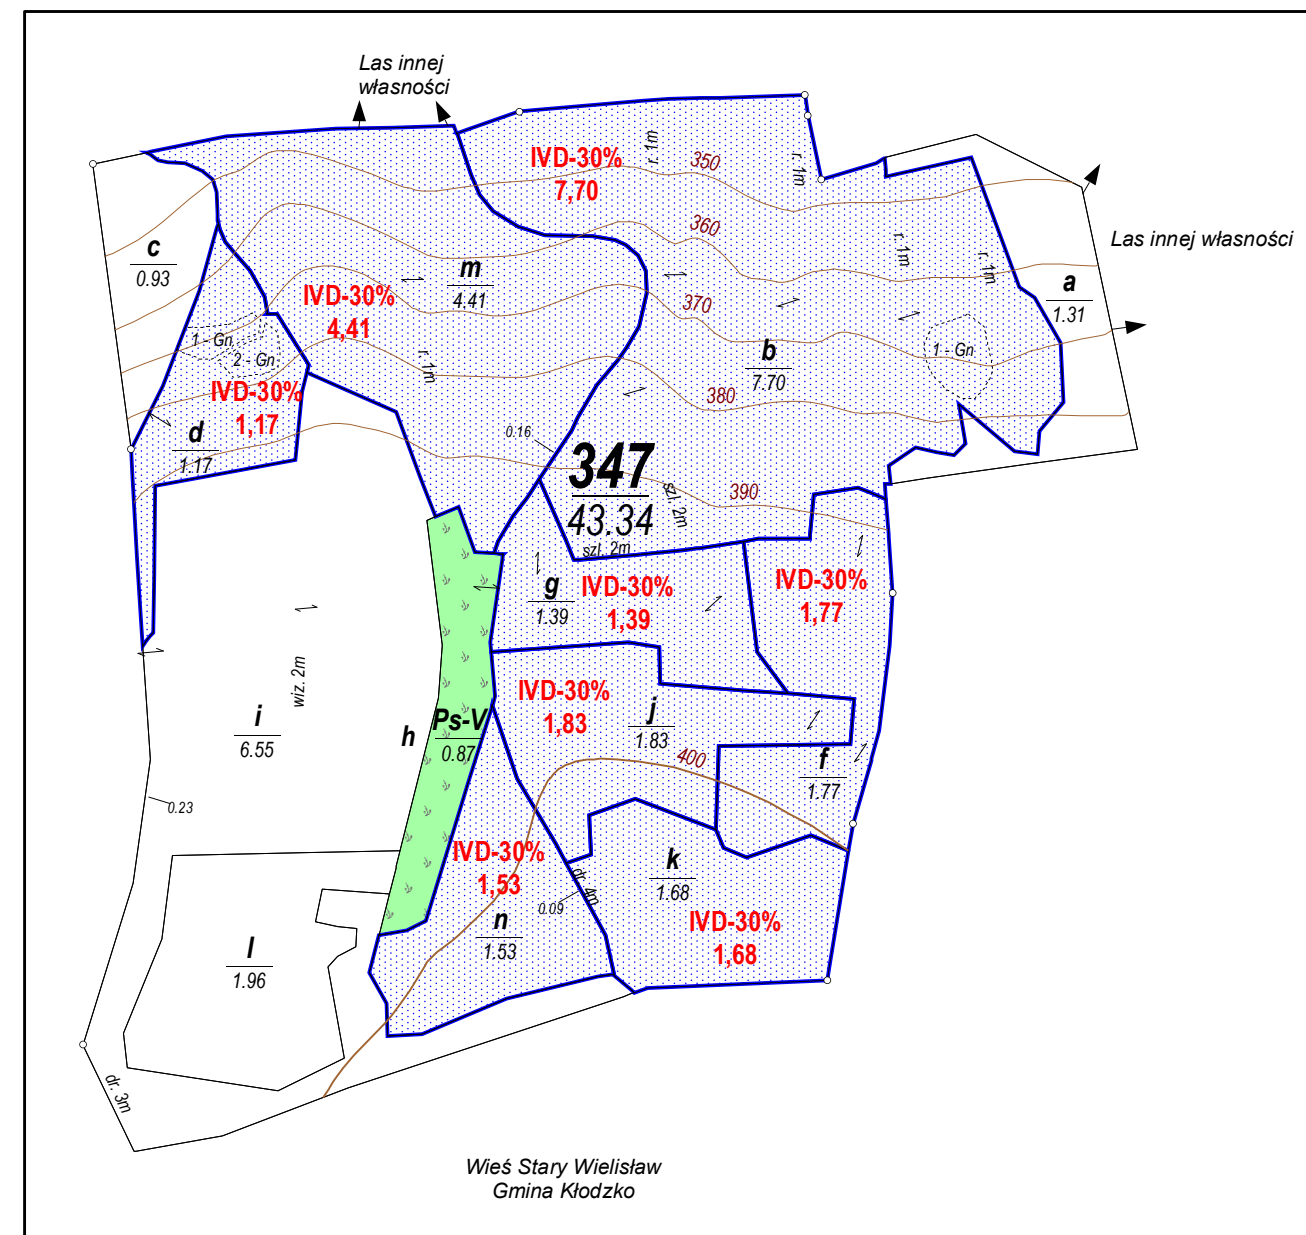 Las innej
własności
IVD-30%
7,70
r. 1m
350
r. 1m
360
r. 1m
r. 1m
Las innej własności
c
0.93
m
4.41
IVD-30%
4,41
370
a
1.31
1 - Gn
2 - Gn
r. 1m
b
7.70
1 - Gn
IVD-30%
1,17
380
d
1.17
0.16
347
43.34
szl. 2m
390
szl. 2m
g
1.39
IVD-30%
1,39
IVD-30%
1,77
wiz. 2m
i
6.55
h
Ps-V
0.87
IVD-30%
1,83
j
1.83
400
f
1.77
0.23
IVD-30%
1,53
k
1.68
dr. 4m
0.09
n
1.53
IVD-30%
1,68
l
1.96
dr. 3m
Wieś Stary Wielisław
Gmina Kłodzko